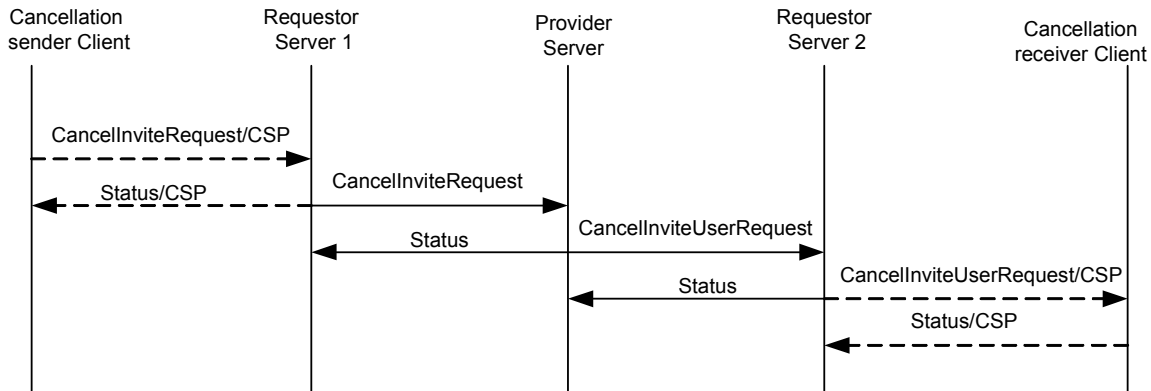 Cancellation
sender Client
Requestor
Server 1
Provider
Server
Requestor
Server 2
Cancellation
receiver Client
CancelInviteRequest/CSP
Status/CSP
CancelInviteRequest
Status
CancelInviteUserRequest
Status
CancelInviteUserRequest/CSP
Status/CSP